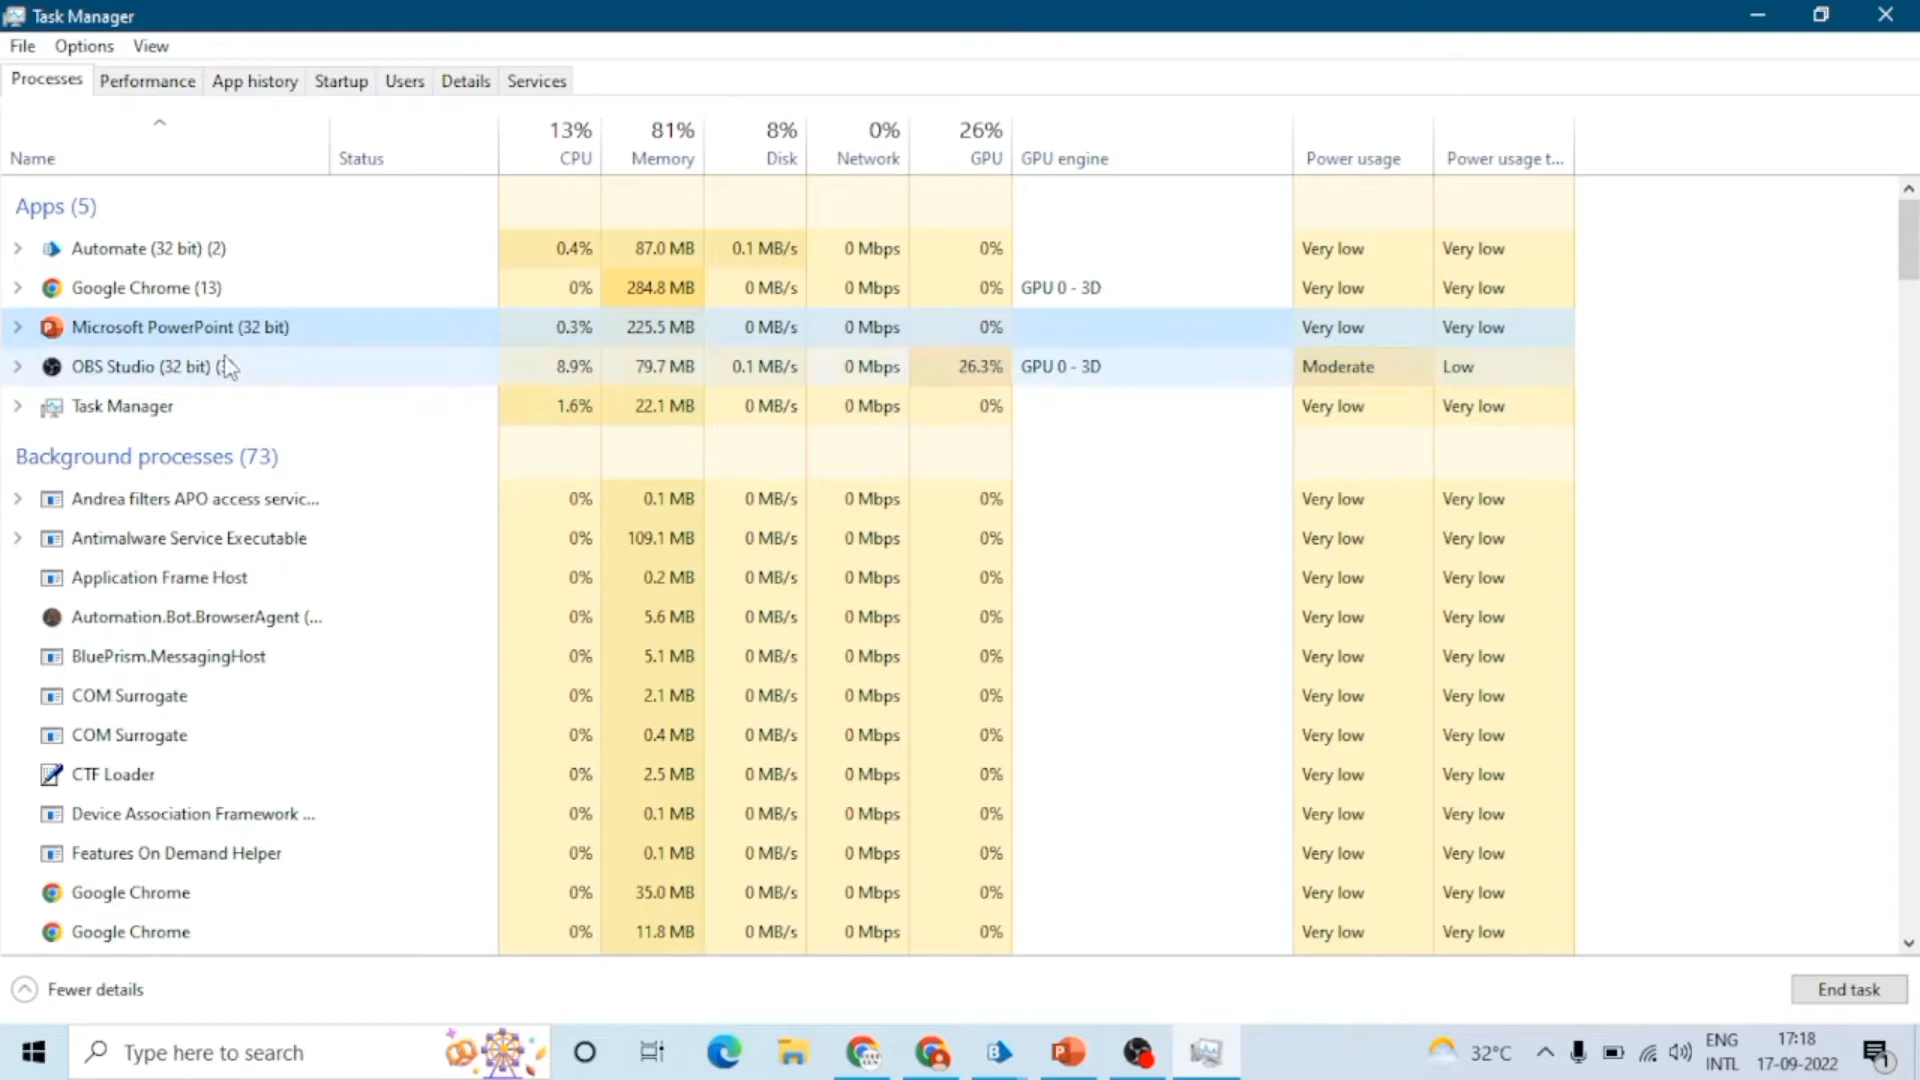 Task Manager
File Options View
Processes Performance App history Startup Users Details Services
13% 81% 8% 0% 26%
Name Status CPU Memory Disk Network GPU GPU engine Power usage Power usage t...
Apps (5)
Automate (32 bit) (2) 0.4% 87.0 MB 0.1 MB/s 0 Mbps 0% Very low Very low
Google Chrome (13) 0% 284.8 MB 0 MB/s 0 Mbps 0% GPU 0 - 3D Very low Very low
Microsoft PowerPoint (32 bit) 0.3% 225.5 MB 0 MB/s 0 Mbps 0% Very low Very low
OBS Studio (32 bit) ( 8.9% 79.7 MB 0.1 MB/s 0 Mbps 26.3% GPU 0 - 3D Moderate Low
Task Manager 1.6% 22.1 MB 0 MB/s 0 Mbps 0% Very low Very low
Background processes (73)
Andrea filters APO access servic... 0% 0.1 MB 0 MB/s 0 Mbps 0% Very low Very low
Antimalware Service Executable 0% 109.1 MB 0 MB/s 0 Mbps 0% Very low Very low
Application Frame Host 0% 0.2 MB 0 MB/s 0 Mbps 0% Very low Very low
Automation.Bot.BrowserAgent (... 0% 5.6 MB 0 MB/s 0 Mbps 0% Very low Very low
BluePrism.MessagingHost 0% 5.1 MB 0 MB/s 0 Mbps 0% Very low Very low
COM Surrogate 0% 2.1 MB 0 MB/s 0 Mbps 0% Very low Very low
COM Surrogate 0% 0.4 MB 0 MB/s 0 Mbps 0% Very low Very low
CTF Loader 0% 2.5 MB 0 MB/s 0 Mbps 0% Very low Very low
Device Association Framework ... 0% 0.1 MB 0 MB/s 0 Mbps 0% Very low Very low
Features On Demand Helper 0% 0.1 MB 0 MB/s 0 Mbps 0% Very low Very low
Google Chrome 0% 35.0 MB 0 MB/s 0 Mbps 0% Very low Very low
Google Chrome 0% 11.8 MB 0 MB/s 0 Mbps 0% Very low Very low
Fewer details End task
Type here to search 32°C ENG 17:18
INTL 17-09-2022 1